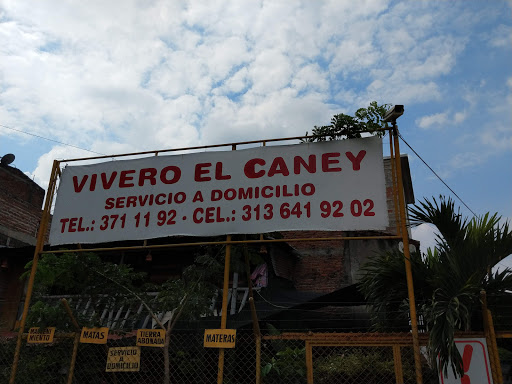 VIVERO EL CANEY
SERVICIO A DOMICILIO
TEL.: 371 11 92 - CEL.: 313 641 92 02
MIENTO
MATAS
TIERRA
ABONADA
MATERAS
SERVICIO
A
DOMICILIO